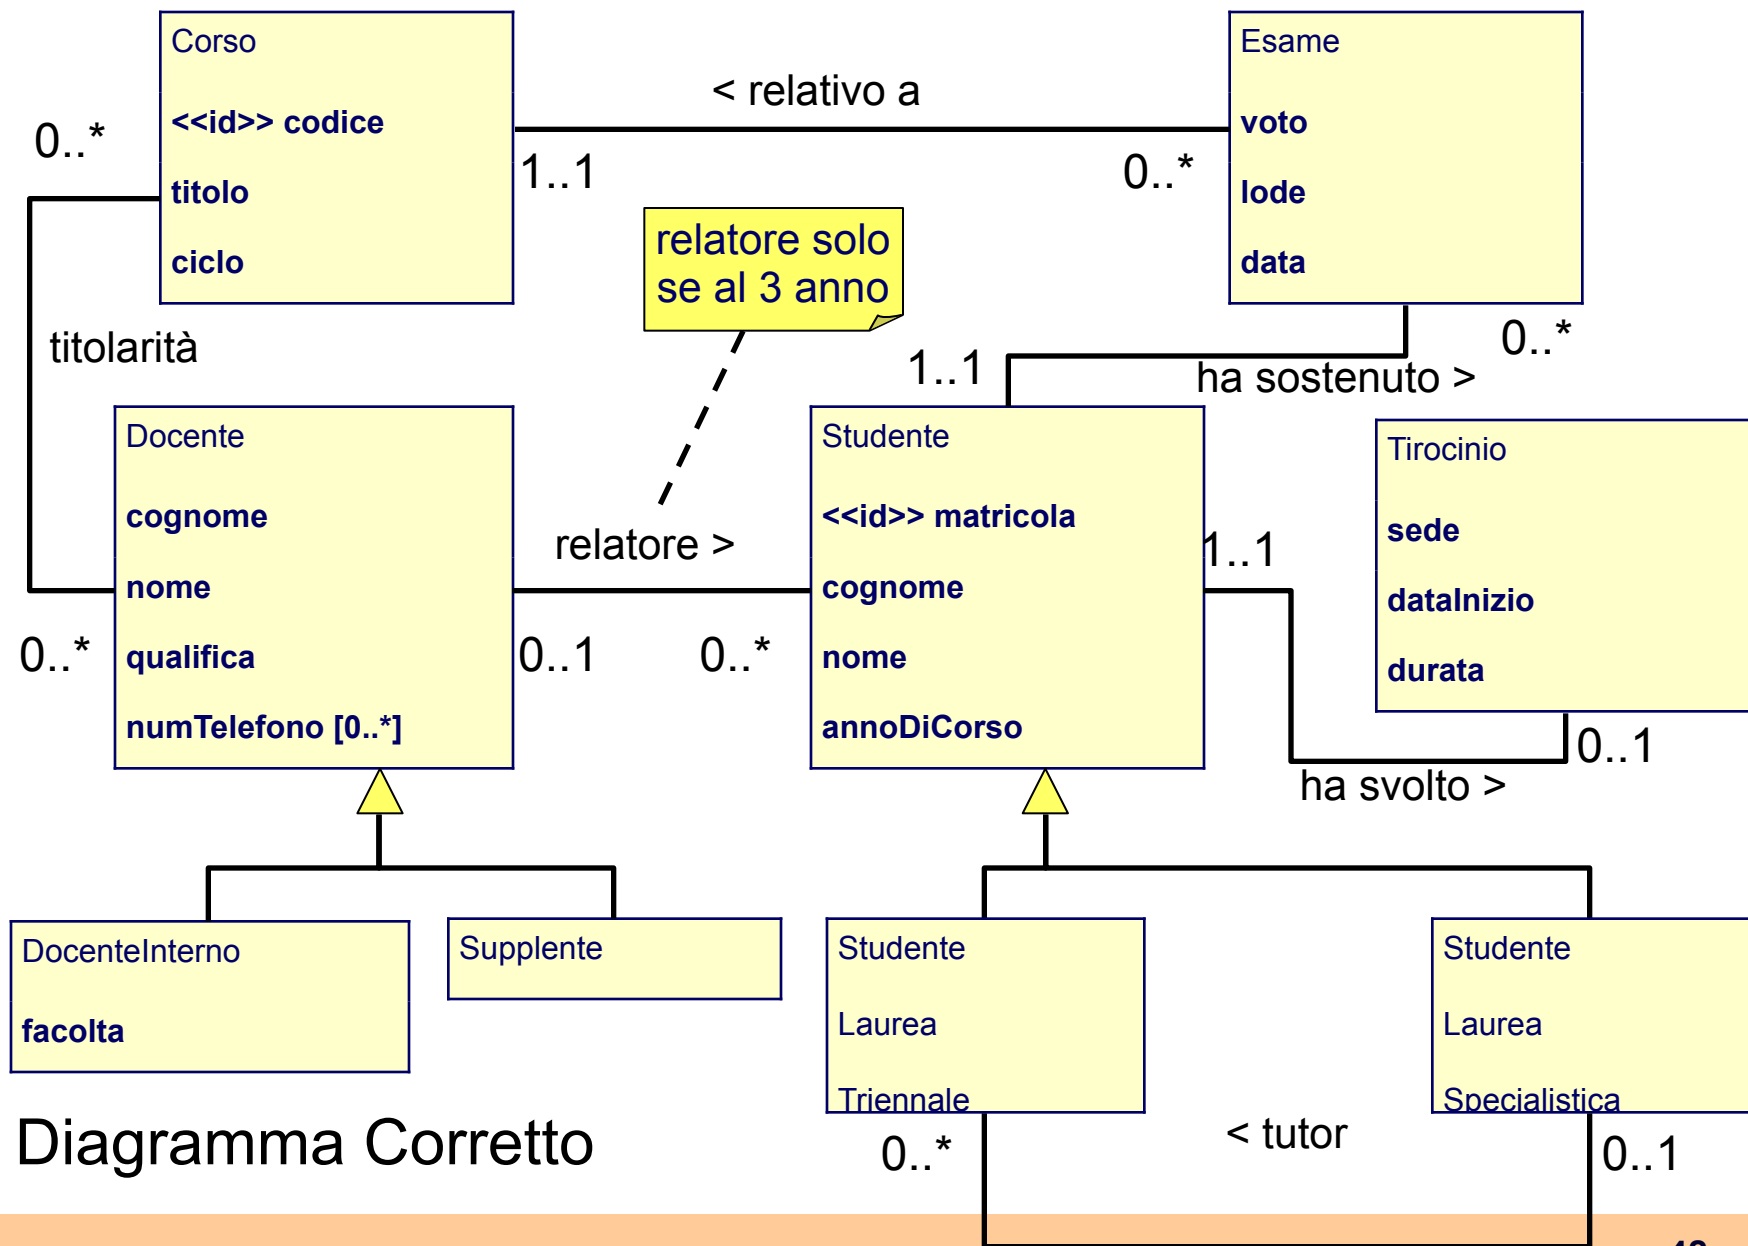 Corso
<<id>> codice
titolo
ciclo
Esame
voto
lode
data
< relativo a
0..*
1..1
0..*
relatore solo
se al 3 anno
titolarità
1..1
0..*
ha sostenuto >
Docente
cognome
nome
qualifica
numTelefono [0..*]
Studente
<<id>> matricola
cognome
nome
annoDiCorso
Tirocinio
sede
dataInizio
durata
relatore >
1..1
0..*
0..1
0..*
0..1
ha svolto >
DocenteInterno
facolta
Supplente
Studente
Laurea
Triennale
Studente
Laurea
Specialistica
Diagramma Corretto
0..*
< tutor
0..1